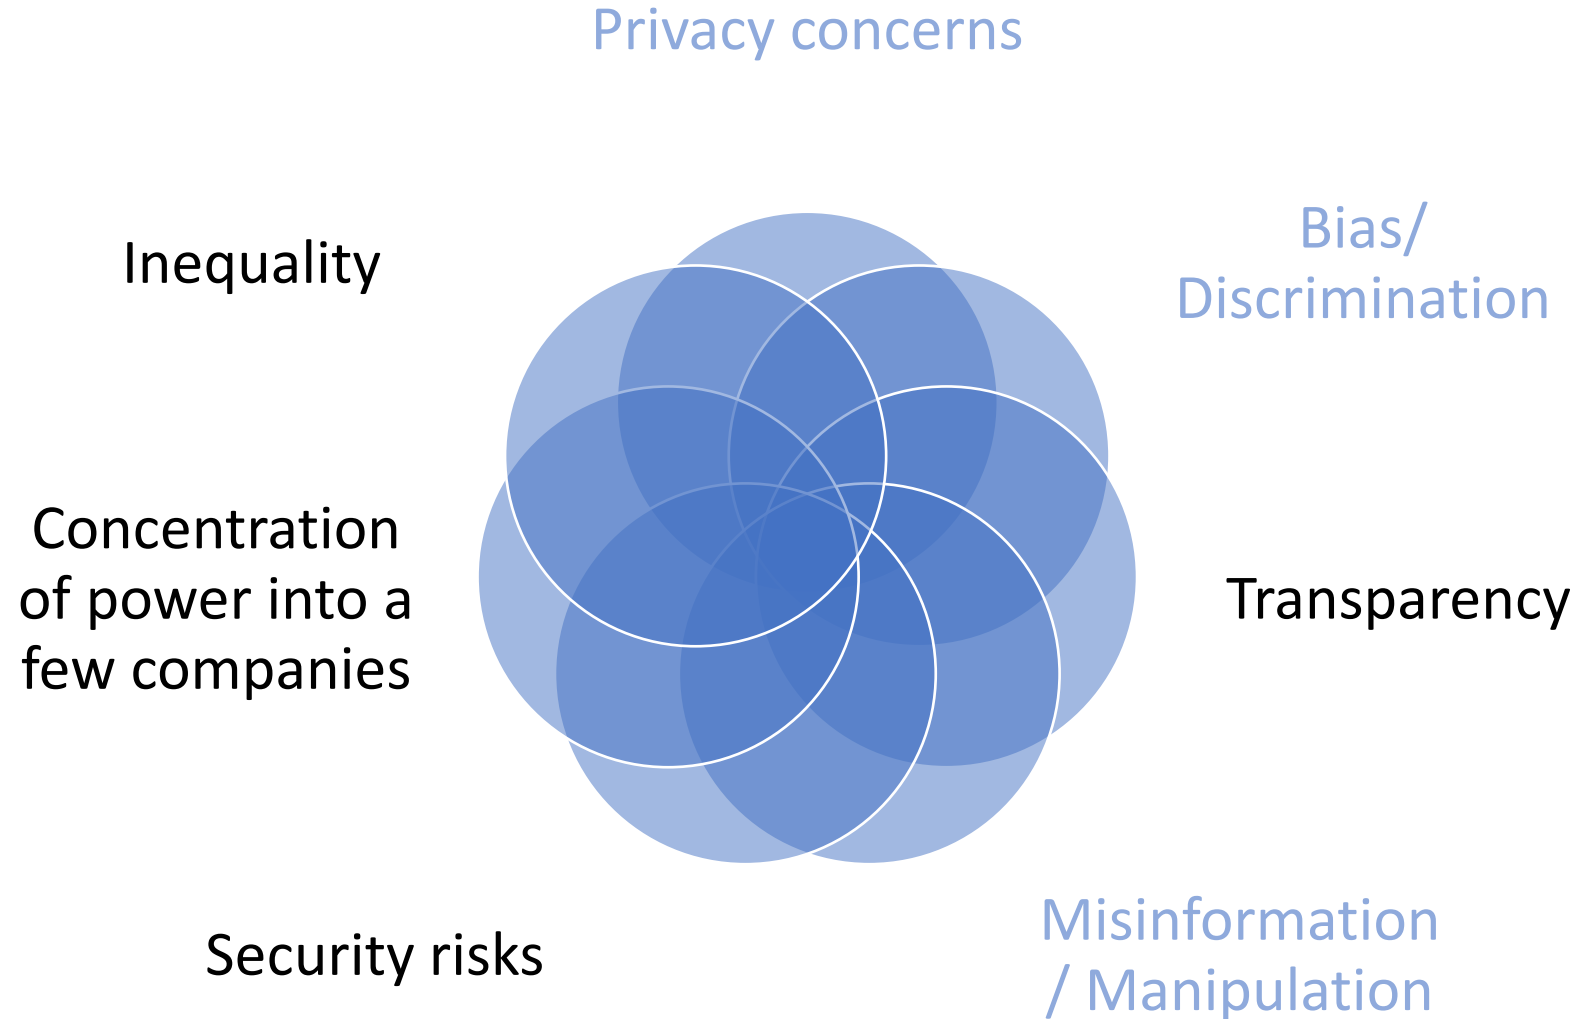 Privacy concerns
Bias/
Discrimination
Transparency
Misinformation
/ Manipulation
Security risks
Concentration
of power into a
few companies
Inequality